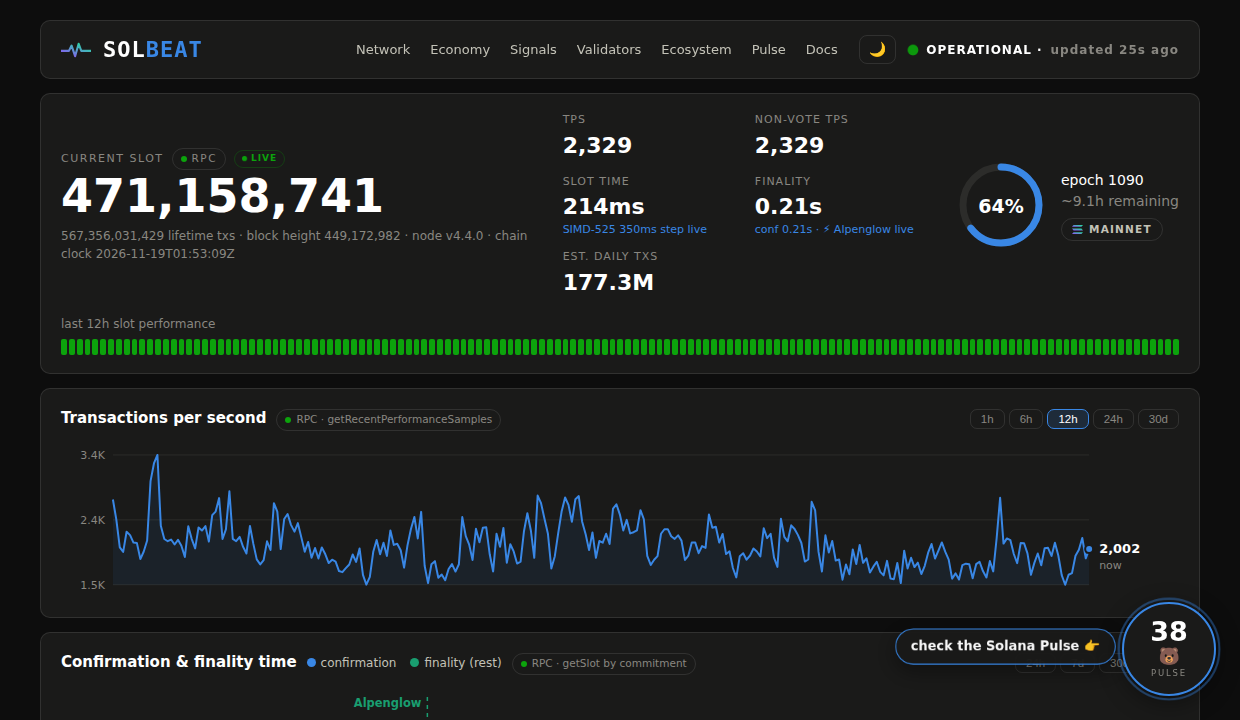 SOLBEAT
Network Economy Signals Validators Ecosystem Pulse Docs
OPERATIONAL · updated 25s ago
CURRENT SLOT RPC LIVE
471,158,741
567,356,031,429 lifetime txs · block height 449,172,982 · node v4.4.0 · chain
clock 2026-11-19T01:53:09Z
TPS
2,329
NON-VOTE TPS
2,329
SLOT TIME
214ms
SIMD-525 350ms step live
FINALITY
0.21s
conf 0.21s · ⚡ Alpenglow live
EST. DAILY TXS
177.3M
64%
epoch 1090
~9.1h remaining
MAINNET
last 12h slot performance
Transactions per second RPC · getRecentPerformanceSamples
1h 6h 12h 24h 30d
3.4K
2.4K
1.5K
2,002
now
Confirmation & finality time confirmation finality (rest) RPC · getSlot by commitment
Alpenglow
check the Solana Pulse 👉
38
PULSE